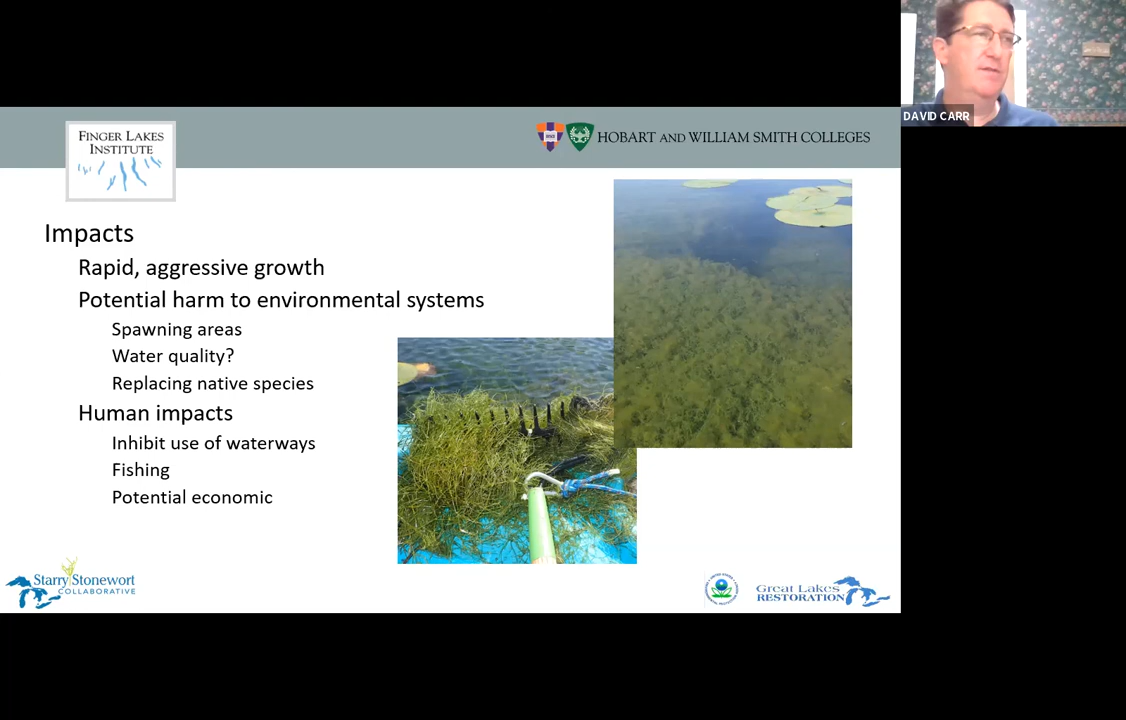 DAVID CARR
FINGER LAKES
INSTITUTE
HOBART AND WILLIAM SMITH COLLEGES
Impacts
Rapid, aggressive growth
Potential harm to environmental systems
Spawning areas
Water quality?
Replacing native species
Human impacts
Inhibit use of waterways
Fishing
Potential economic
Starry Stonewort
COLLABORATIVE
Great Lakes
RESTORATION